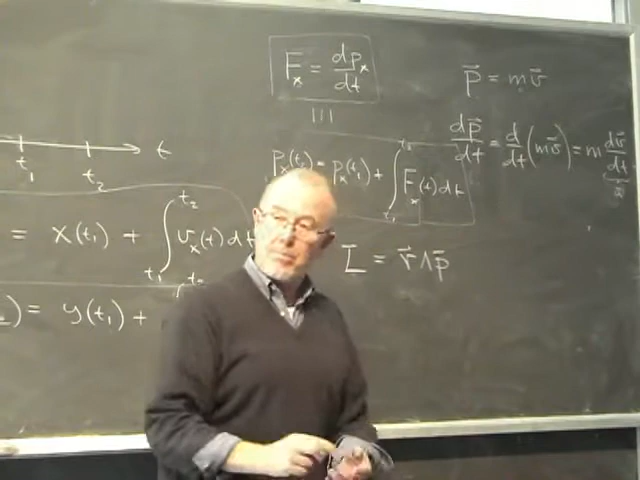 F_x = dp_x/dt
|||
p_x(t_2) = p_x(t_1) + ∫_{t_1}^{t_2} F_x(t) dt
p⃗ = m v⃗
dp⃗/dt = d/dt (m v⃗) = m dv⃗/dt
t_1 t_2 t
= x(t_1) + ∫_{t_1}^{t_2} v_x(t) dt
L = r⃗ ∧ p⃗
) = y(t_1) +